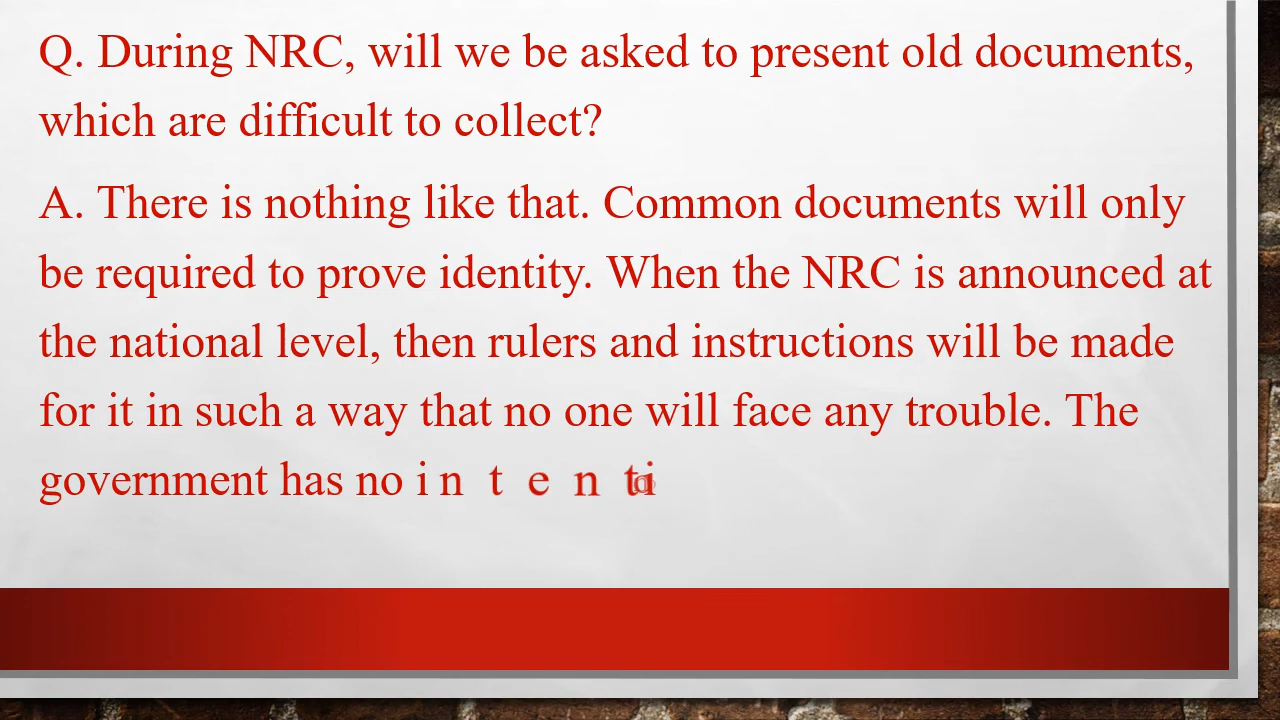 Q. During NRC, will we be asked to present old documents,
which are difficult to collect?
A. There is nothing like that. Common documents will only
be required to prove identity. When the NRC is announced at
the national level, then rulers and instructions will be made
for it in such a way that no one will face any trouble. The
government has no i n t e n ti